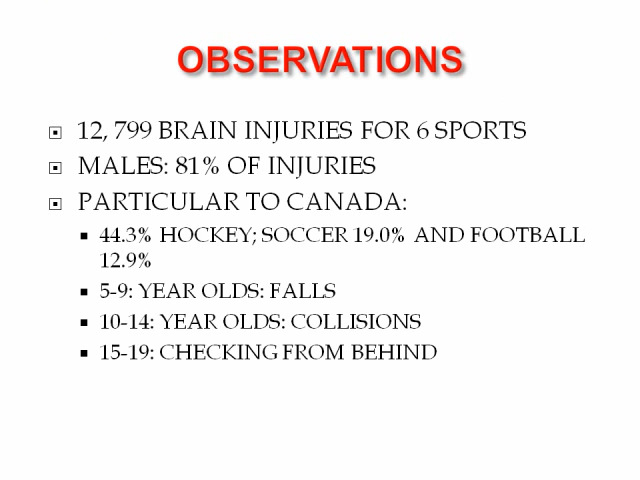 OBSERVATIONS
12, 799 BRAIN INJURIES FOR 6 SPORTS
MALES: 81% OF INJURIES
PARTICULAR TO CANADA:
44.3% HOCKEY; SOCCER 19.0% AND FOOTBALL
12.9%
5-9: YEAR OLDS: FALLS
10-14: YEAR OLDS: COLLISIONS
15-19: CHECKING FROM BEHIND